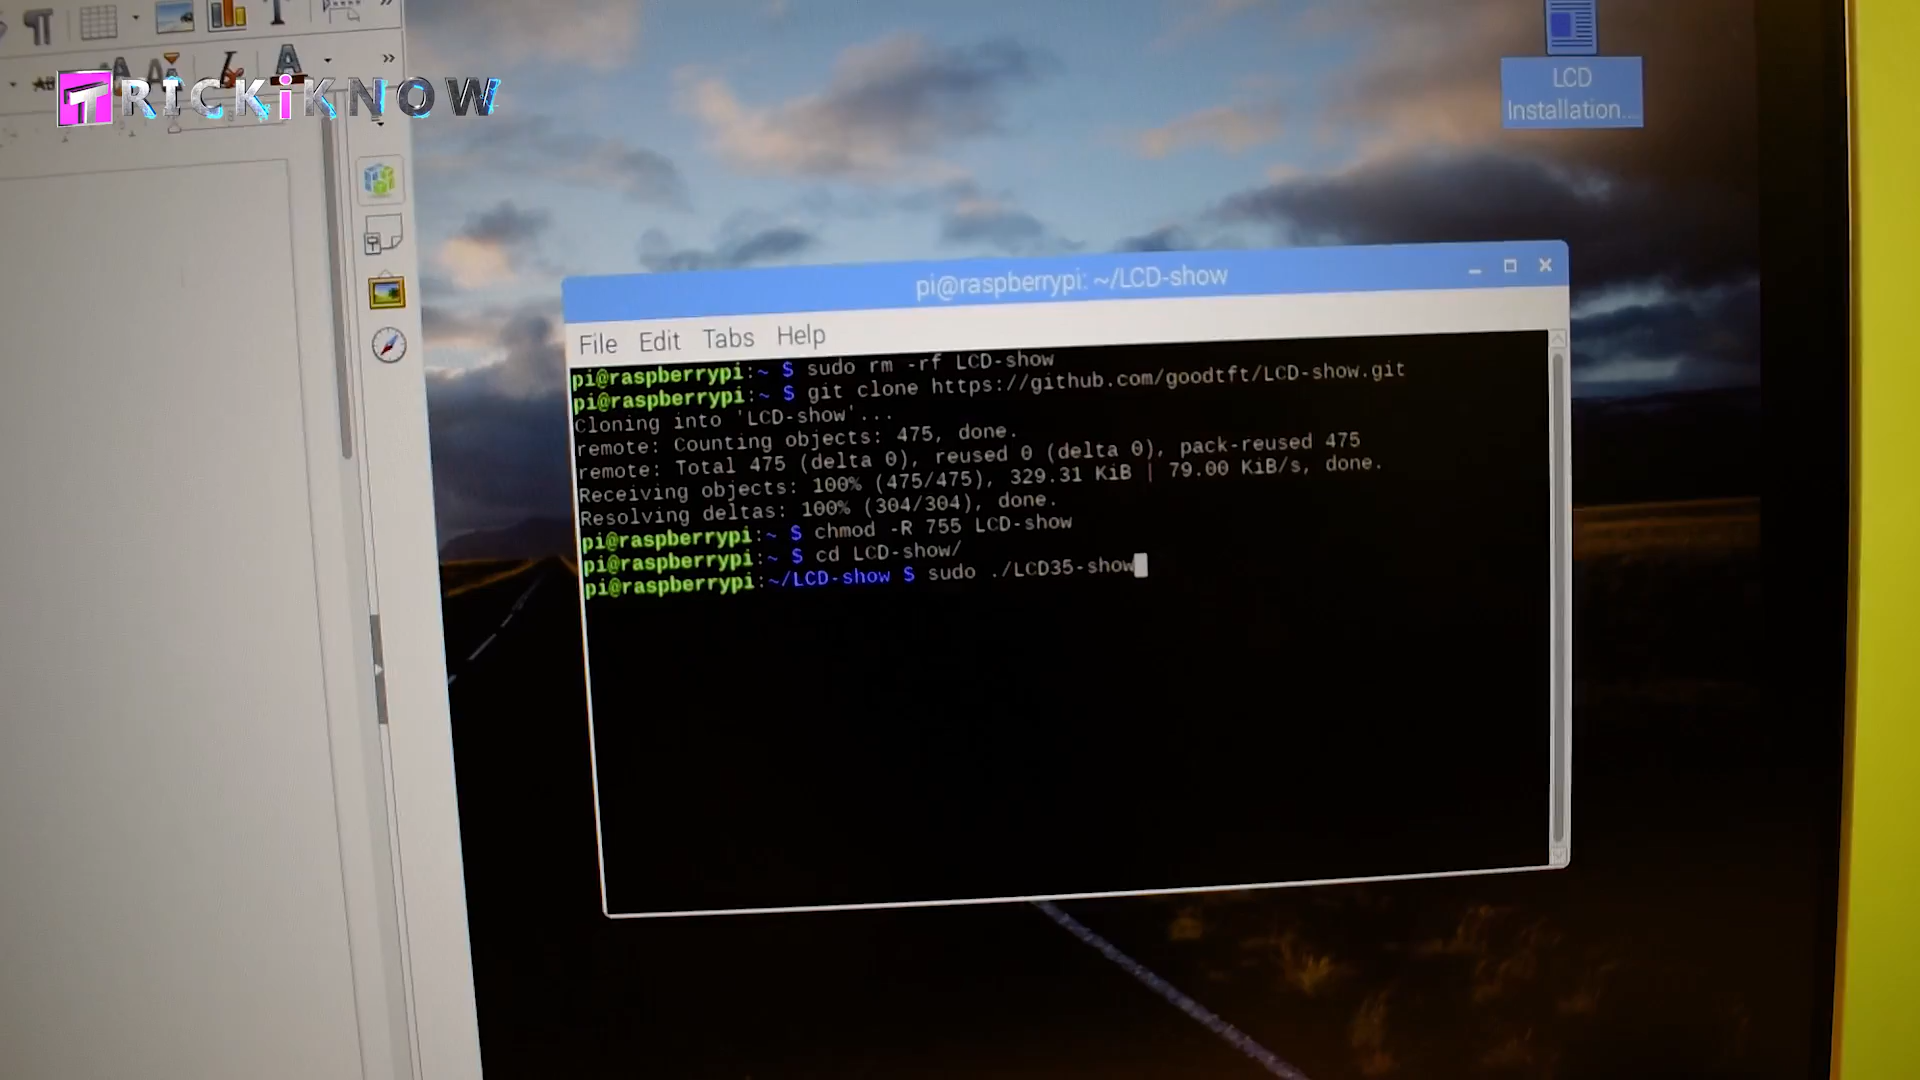 TRICKiKNOW
LCD
Installation...
pi@raspberrypi: ~/LCD-show
File Edit Tabs Help
pi@raspberrypi:~ $ sudo rm -rf LCD-show
pi@raspberrypi:~ $ git clone https://github.com/goodtft/LCD-show.git
Cloning into 'LCD-show'...
remote: Counting objects: 475, done.
remote: Total 475 (delta 0), reused 0 (delta 0), pack-reused 475
Receiving objects: 100% (475/475), 329.31 KiB | 79.00 KiB/s, done.
Resolving deltas: 100% (304/304), done.
pi@raspberrypi:~ $ chmod -R 755 LCD-show
pi@raspberrypi:~ $ cd LCD-show/
pi@raspberrypi:~/LCD-show $ sudo ./LCD35-show